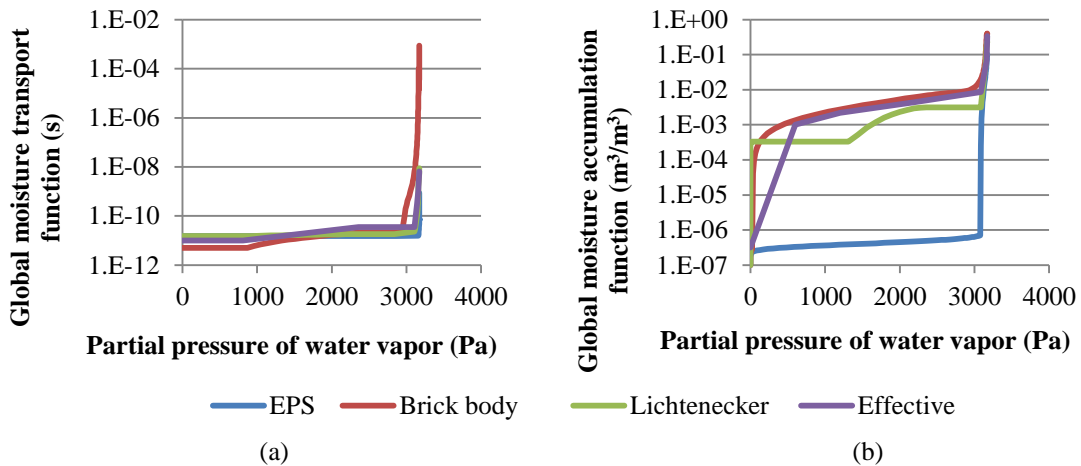 Global moisture transport function (s)
1.E-02
1.E-04
1.E-06
1.E-08
1.E-10
1.E-12
0 1000 2000 3000 4000
Partial pressure of water vapor (Pa)
Global moisture accumulation function (m³/m³)
1.E+00
1.E-01
1.E-02
1.E-03
1.E-04
1.E-05
1.E-06
1.E-07
0 1000 2000 3000 4000
Partial pressure of water vapor (Pa)
EPS Brick body Lichtenecker Effective
(a) (b)